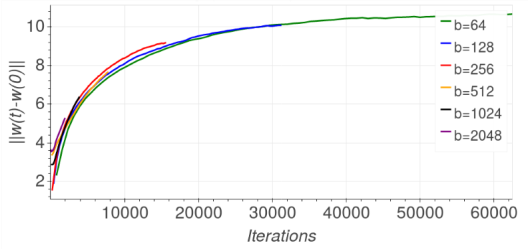 ||w(t)-w(0)||
10
8
6
4
2
b=64
b=128
b=256
b=512
b=1024
b=2048
10000 20000 30000 40000 50000 60000
Iterations